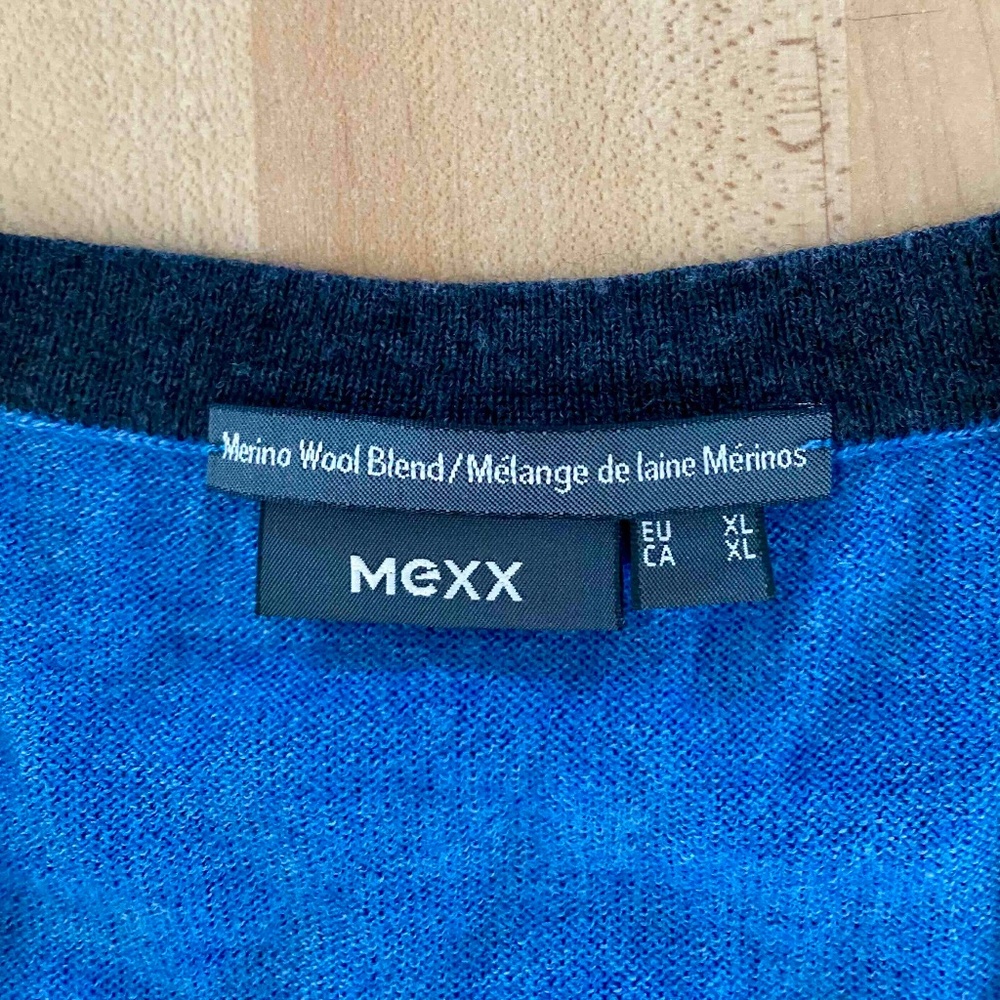 Merino Wool Blend/Mélange de laine Mérinos
Mexx
EU XL
CA XL